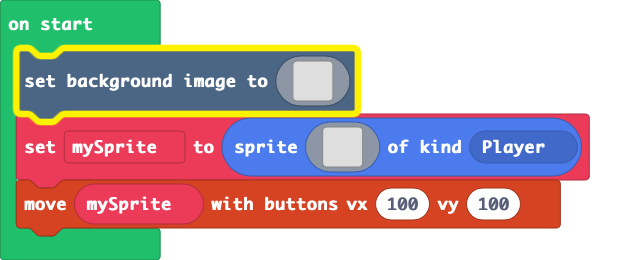 on start
set background image to
set mySprite to sprite of kind Player
move mySprite with buttons vx 100 vy 100